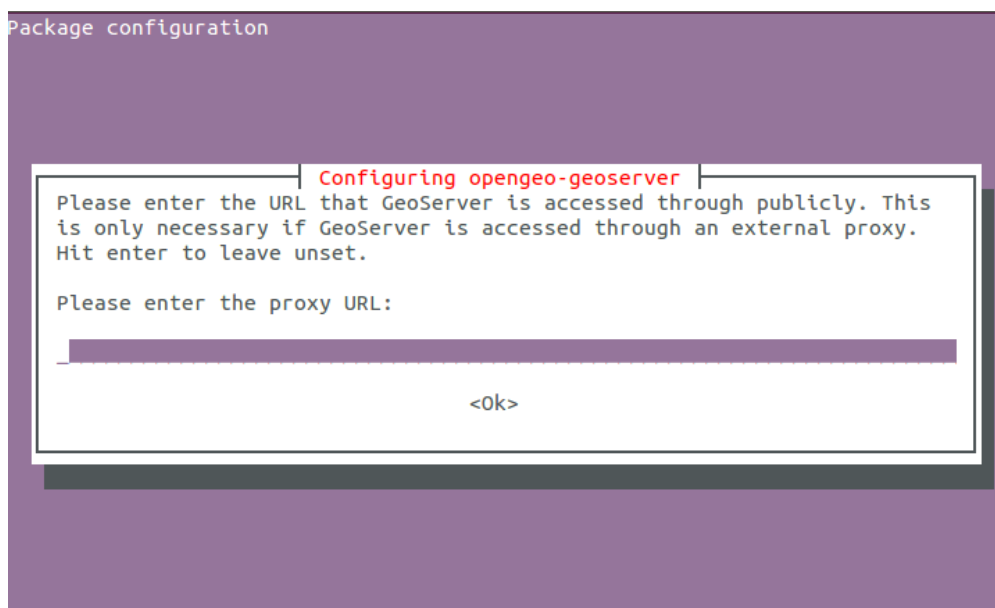 Package configuration
Configuring opengeo-geoserver
Please enter the URL that GeoServer is accessed through publicly. This
is only necessary if GeoServer is accessed through an external proxy.
Hit enter to leave unset.
Please enter the proxy URL:
<Ok>